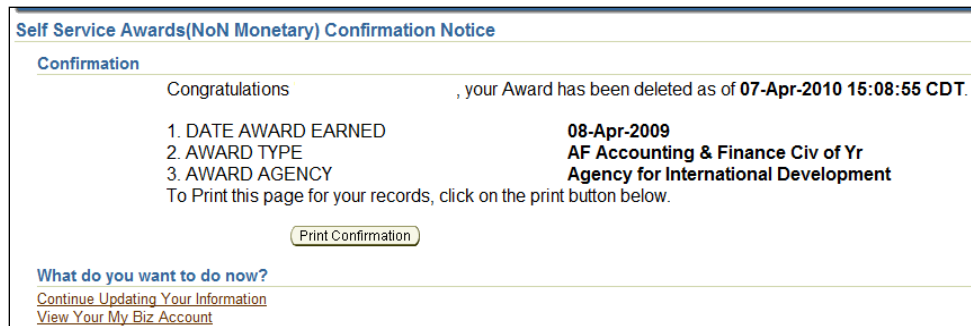 Self Service Awards(NoN Monetary) Confirmation Notice
Confirmation
Congratulations , your Award has been deleted as of 07-Apr-2010 15:08:55 CDT.
1. DATE AWARD EARNED 08-Apr-2009
2. AWARD TYPE AF Accounting & Finance Civ of Yr
3. AWARD AGENCY Agency for International Development
To Print this page for your records, click on the print button below.
Print Confirmation
What do you want to do now?
Continue Updating Your Information
View Your My Biz Account